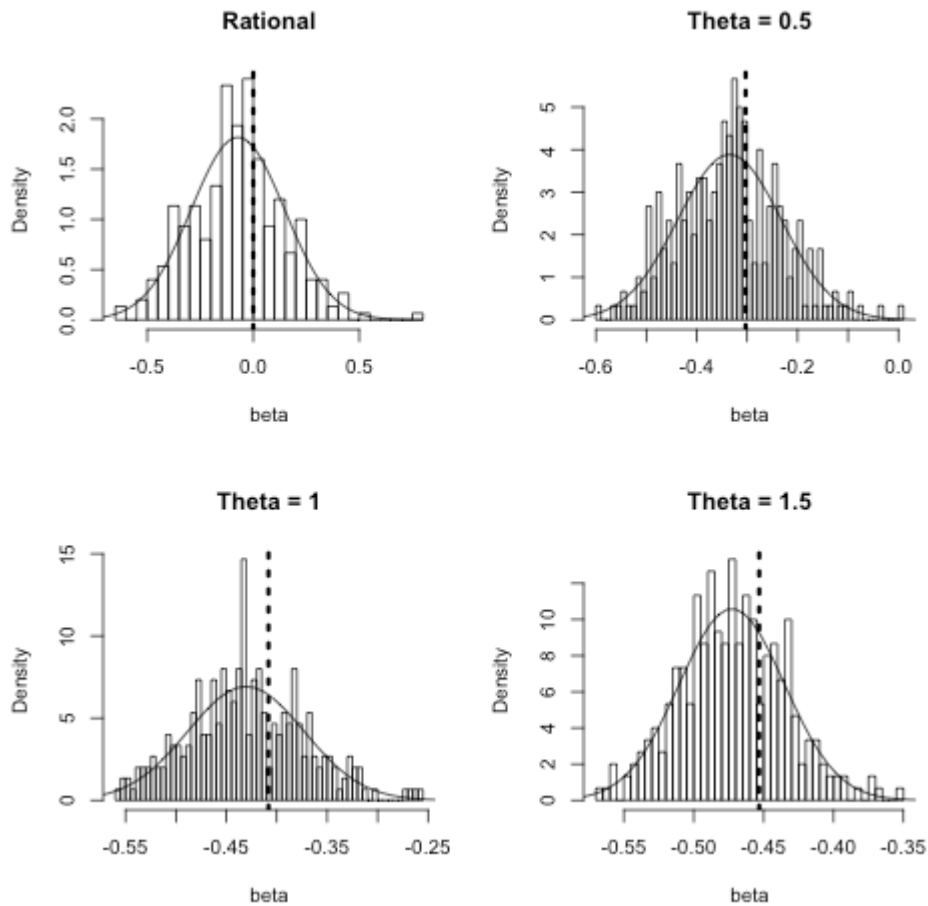 Rational
Density
2.0
1.5
1.0
0.5
0.0
-0.5 0.0 0.5
beta
Theta = 0.5
Density
5
4
3
2
1
0
-0.6 -0.4 -0.2 0.0
beta
Theta = 1
Density
15
10
5
0
-0.55 -0.45 -0.35 -0.25
beta
Theta = 1.5
Density
10
8
6
4
2
0
-0.55 -0.50 -0.45 -0.40 -0.35
beta